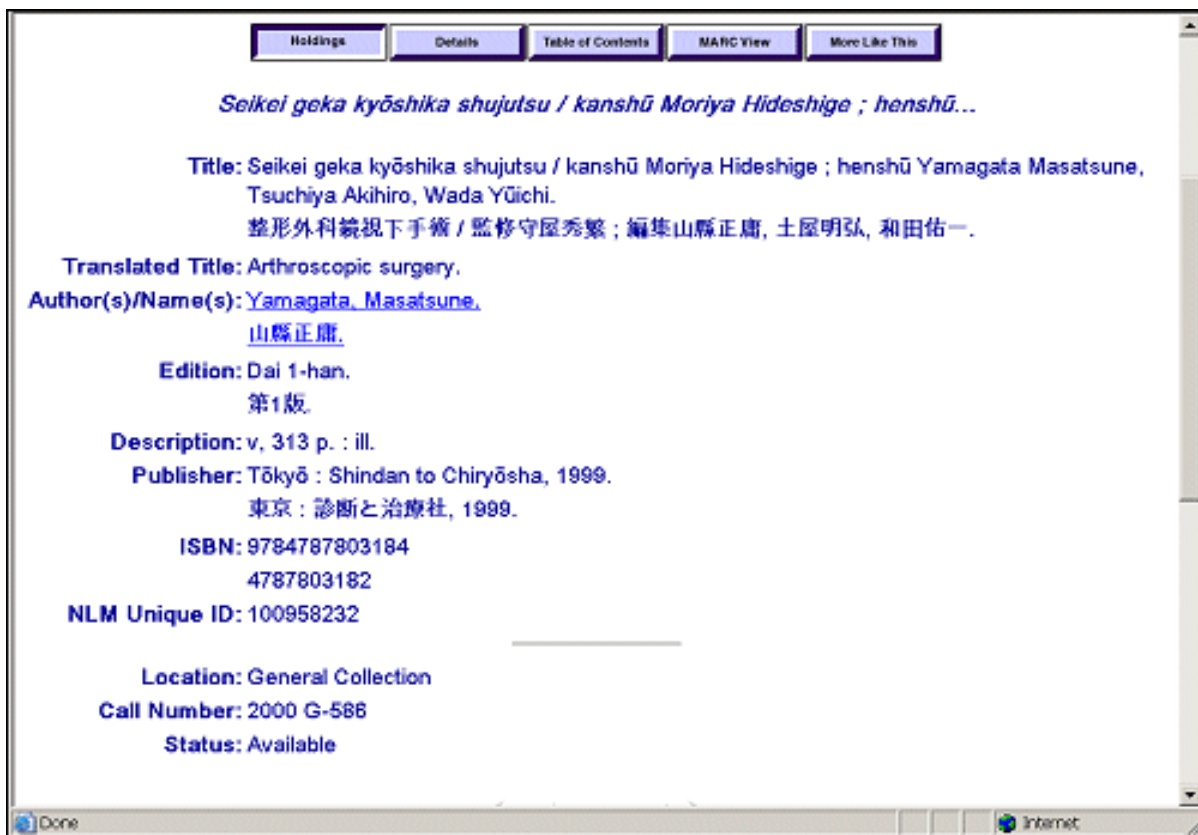 Holdings Details Table of Contents MARC View More Like This
Seikei geka kyōshika shujutsu / kanshū Moriya Hideshige ; henshū...
Title: Seikei geka kyōshika shujutsu / kanshū Moriya Hideshige ; henshū Yamagata Masatsune,
Tsuchiya Akihiro, Wada Yūichi.
整形外科鏡視下手術 / 監修守屋秀繁 ; 編集山縣正庸, 土屋明弘, 和田佑一.
Translated Title: Arthroscopic surgery.
Author(s)/Name(s): Yamagata, Masatsune.
山縣正庸.
Edition: Dai 1-han.
第1版.
Description: v, 313 p. : ill.
Publisher: Tōkyō : Shindan to Chiryōsha, 1999.
東京 : 診断と治療社, 1999.
ISBN: 9784787803184
4787803182
NLM Unique ID: 100958232
Location: General Collection
Call Number: 2000 G-586
Status: Available
Done Internet